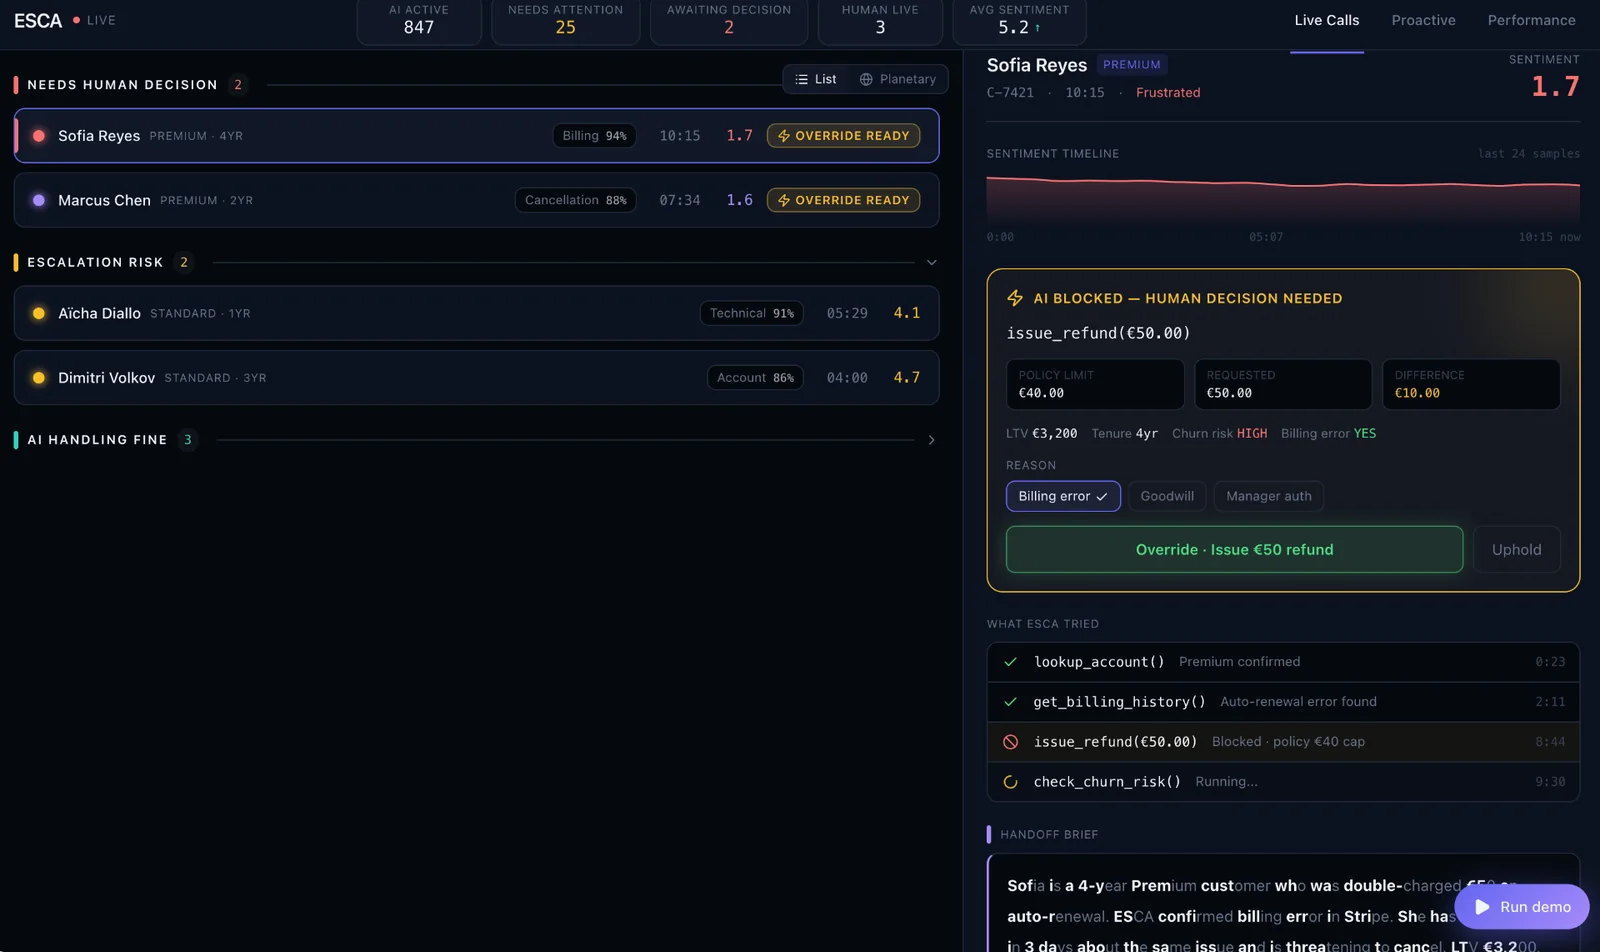 ESCA LIVE
AI ACTIVE
847
NEEDS ATTENTION
25
AWAITING DECISION
2
HUMAN LIVE
3
AVG SENTIMENT
5.2 ↑
Live Calls Proactive Performance
NEEDS HUMAN DECISION 2
List Planetary
Sofia Reyes PREMIUM · 4YR Billing 94% 10:15 1.7 OVERRIDE READY
Marcus Chen PREMIUM · 2YR Cancellation 88% 07:34 1.6 OVERRIDE READY
ESCALATION RISK 2
Aïcha Diallo STANDARD · 1YR Technical 91% 05:29 4.1
Dimitri Volkov STANDARD · 3YR Account 86% 04:00 4.7
AI HANDLING FINE 3
Sofia Reyes PREMIUM
C-7421 · 10:15 · Frustrated
SENTIMENT
1.7
SENTIMENT TIMELINE last 24 samples
0:00 05:07 10:15 now
AI BLOCKED — HUMAN DECISION NEEDED
issue_refund(€50.00)
POLICY LIMIT
€40.00
REQUESTED
€50.00
DIFFERENCE
€10.00
LTV €3,200 Tenure 4yr Churn risk HIGH Billing error YES
REASON
Billing error ✓ Goodwill Manager auth
Override · Issue €50 refund Uphold
WHAT ESCA TRIED
lookup_account() Premium confirmed 0:23
get_billing_history() Auto-renewal error found 2:11
issue_refund(€50.00) Blocked · policy €40 cap 8:44
check_churn_risk() Running... 9:30
HANDOFF BRIEF
Sofia is a 4-year Premium customer who was double-charged
auto-renewal. ESCA confirmed billing error in Stripe. She has
in 3 days about the same issue and is threatening to cancel. LTV €3,200.
Run demo